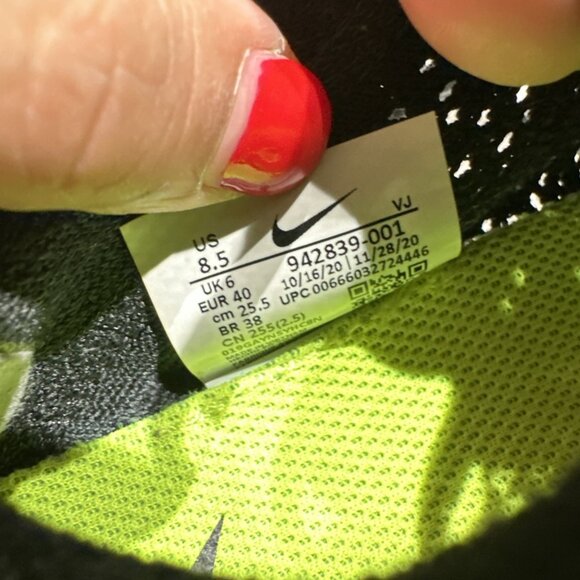 US
8.5
UK 6
EUR 40
cm 25.5
BR 38
CN 255(2.5)
VJ
942839-001
10/16/20 11/28/20
UPC 00666032724446